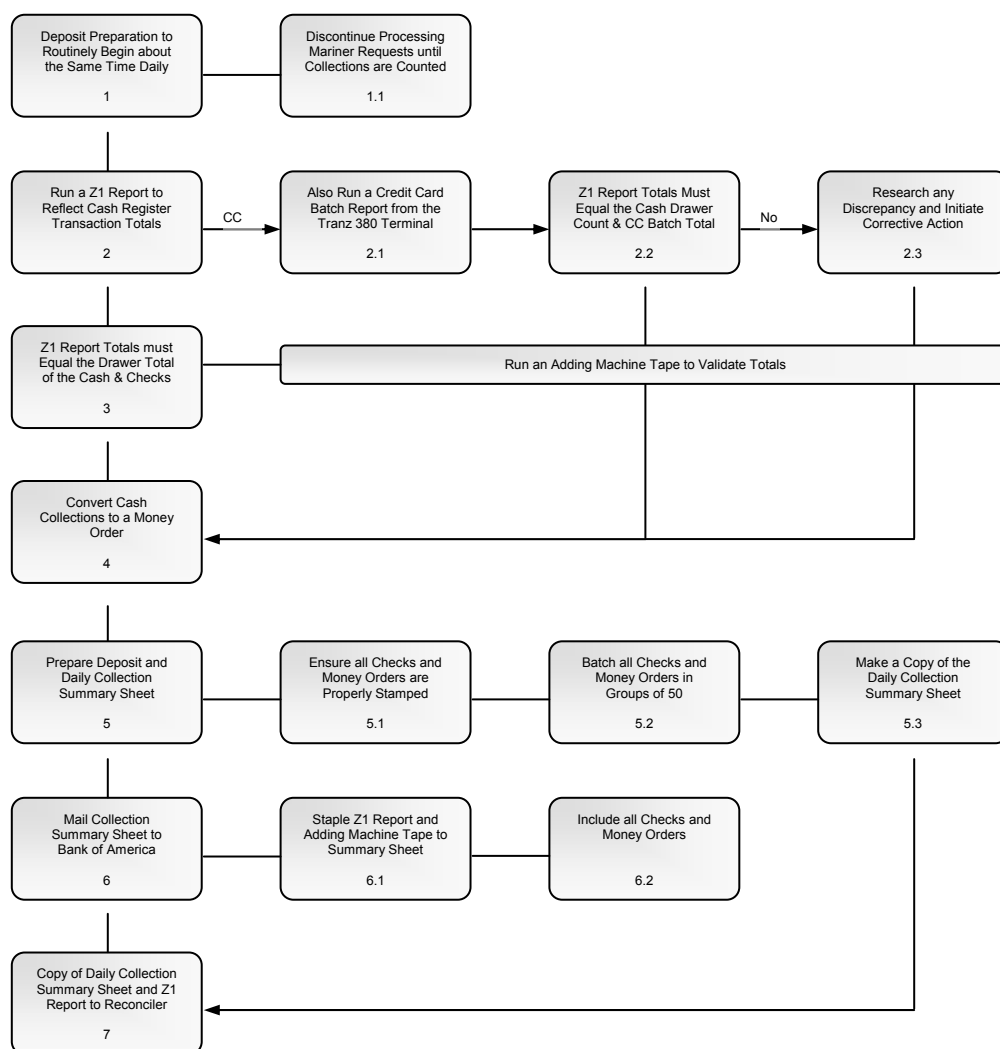 Deposit Preparation to
Routinely Begin about
the Same Time Daily
1
Discontinue Processing
Mariner Requests until
Collections are Counted
1.1
Run a Z1 Report to
Reflect Cash Register
Transaction Totals
2
CC
Also Run a Credit Card
Batch Report from the
Tranz 380 Terminal
2.1
Z1 Report Totals Must
Equal the Cash Drawer
Count & CC Batch Total
2.2
No
Research any
Discrepancy and Initiate
Corrective Action
2.3
Z1 Report Totals must
Equal the Drawer Total
of the Cash & Checks
3
Run an Adding Machine Tape to Validate Totals
Convert Cash
Collections to a Money
Order
4
Prepare Deposit and
Daily Collection
Summary Sheet
5
Ensure all Checks and
Money Orders are
Properly Stamped
5.1
Batch all Checks and
Money Orders in
Groups of 50
5.2
Make a Copy of the
Daily Collection
Summary Sheet
5.3
Mail Collection
Summary Sheet to
Bank of America
6
Staple Z1 Report and
Adding Machine Tape to
Summary Sheet
6.1
Include all Checks and
Money Orders
6.2
Copy of Daily Collection
Summary Sheet and Z1
Report to Reconciler
7